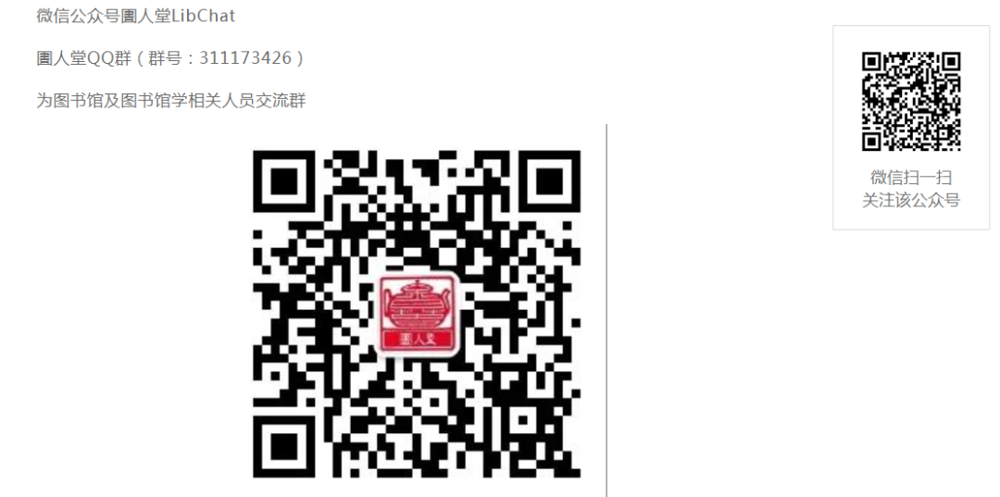 微信公众号圕人堂LibChat
圕人堂QQ群（群号：311173426）
为图书馆及图书馆学相关人员交流群
圕人堂
微信扫一扫
关注该公众号